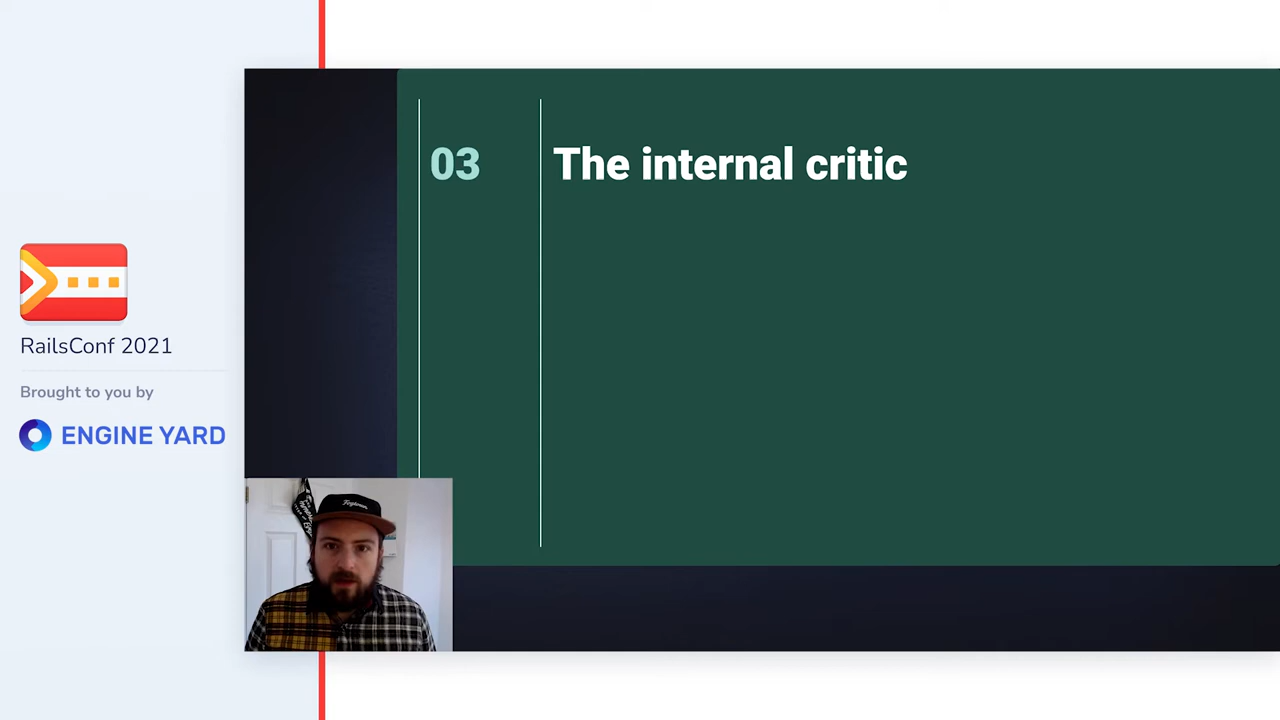 03
The internal critic
RailsConf 2021
Brought to you by
ENGINE YARD